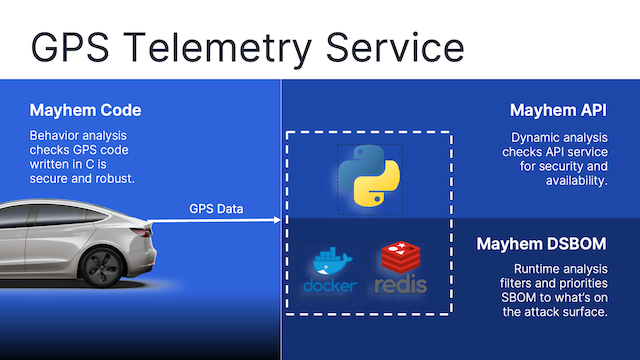 GPS Telemetry Service
Mayhem Code
Behavior analysis
checks GPS code
written in C is
secure and robust.
GPS Data
Mayhem API
Dynamic analysis
checks API service
for security and
availability.
docker
redis
Mayhem DSBOM
Runtime analysis
filters and priorities
SBOM to what's on
the attack surface.